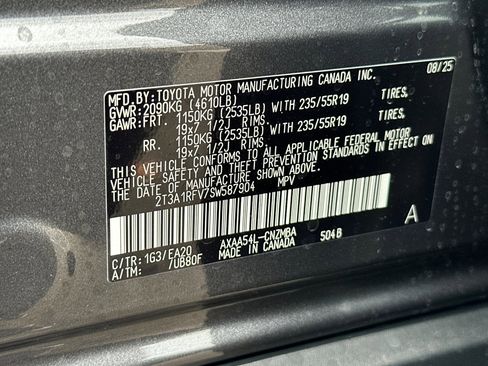 MFD.BY:TOYOTA MOTOR MANUFACTURING CANADA INC. 08/25
GVWR:2090KG (4610LB)
GAWR:FRT. 1150KG (2535LB) WITH 235/55R19 TIRES,
19x7 1/2J RIMS.
RR. 1150KG (2535LB) WITH 235/55R19 TIRES,
19x7 1/2J RIMS.
THIS VEHICLE CONFORMS TO ALL APPLICABLE FEDERAL MOTOR
VEHICLE SAFETY AND THEFT PREVENTION STANDARDS IN EFFECT ON
THE DATE OF MANUFACTURE SHOWN ABOVE.
2T3A1RFV7SW587904 MPV
A
C/TR:1G3/EA20 AXAA54L-CNZMBA 504B
A/TM: /UB80F MADE IN CANADA